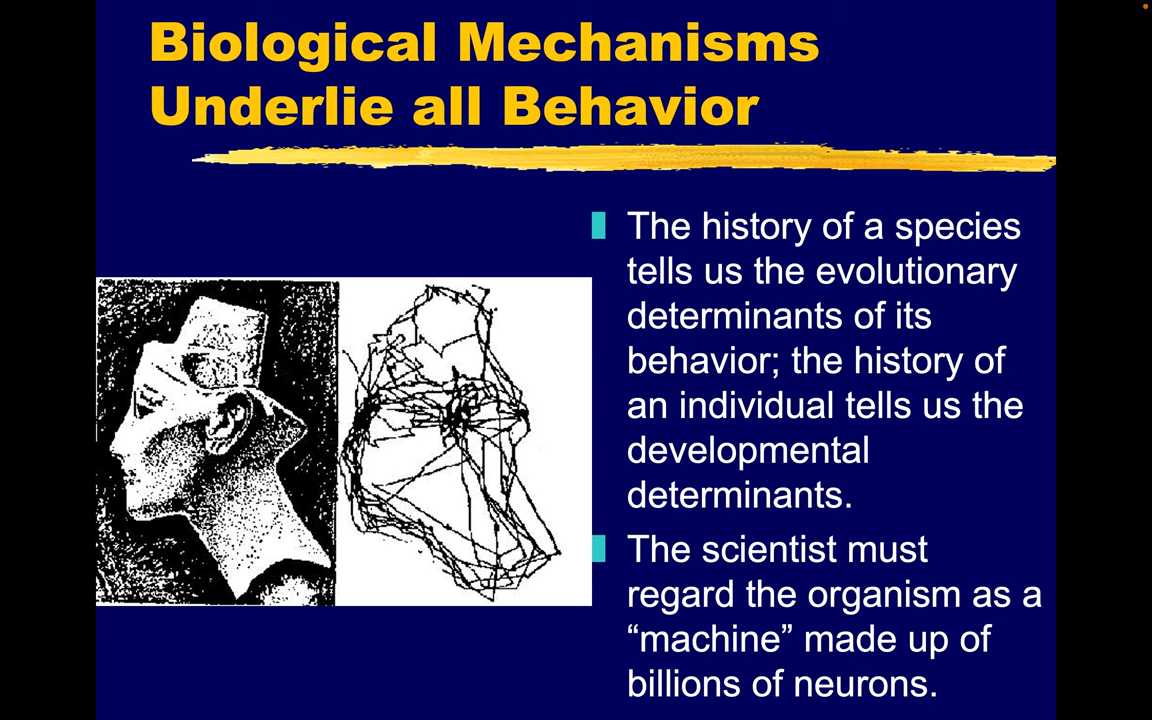 Biological Mechanisms
Underlie all Behavior
The history of a species
tells us the evolutionary
determinants of its
behavior; the history of
an individual tells us the
developmental
determinants.
The scientist must
regard the organism as a
“machine” made up of
billions of neurons.